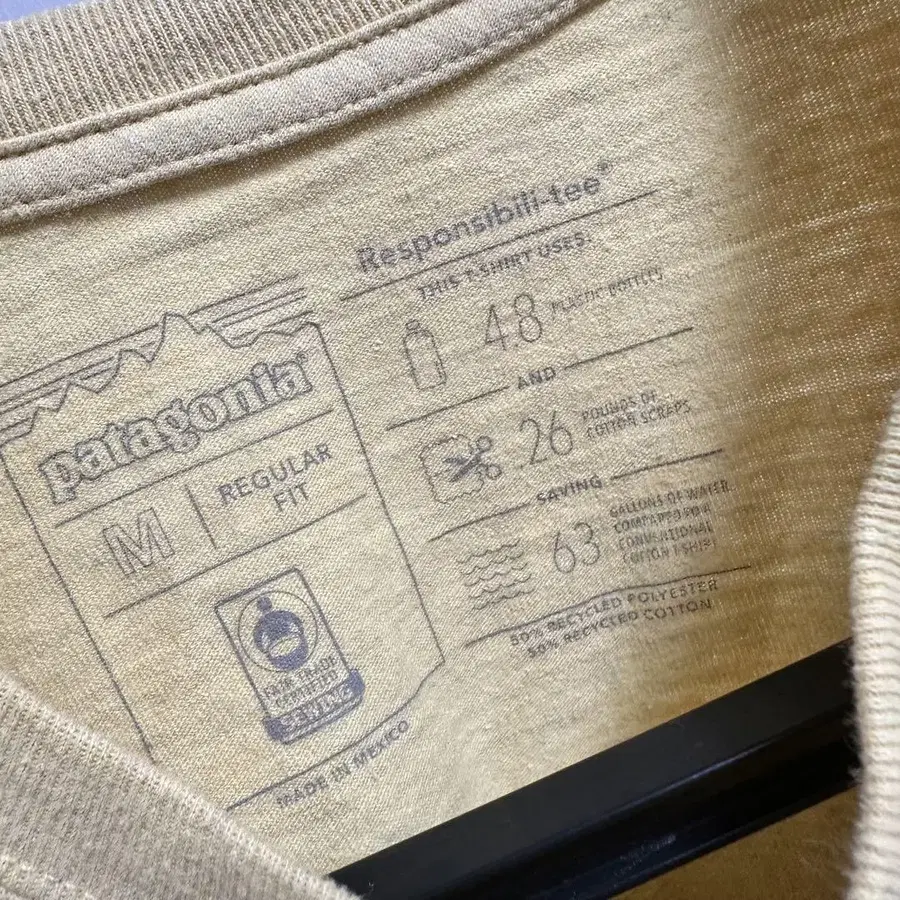 patagonia®
M
REGULAR
FIT
FAIR TRADE
CERTIFIED
SEWING
MADE IN MEXICO
Responsibili-tee®
THIS T-SHIRT USES:
48 PLASTIC BOTTLES
AND
26 POUNDS OF
COTTON SCRAPS
SAVING
63 GALLONS OF WATER
COMPARED TO A
CONVENTIONAL
COTTON T-SHIRT
50% RECYCLED POLYESTER
50% RECYCLED COTTON